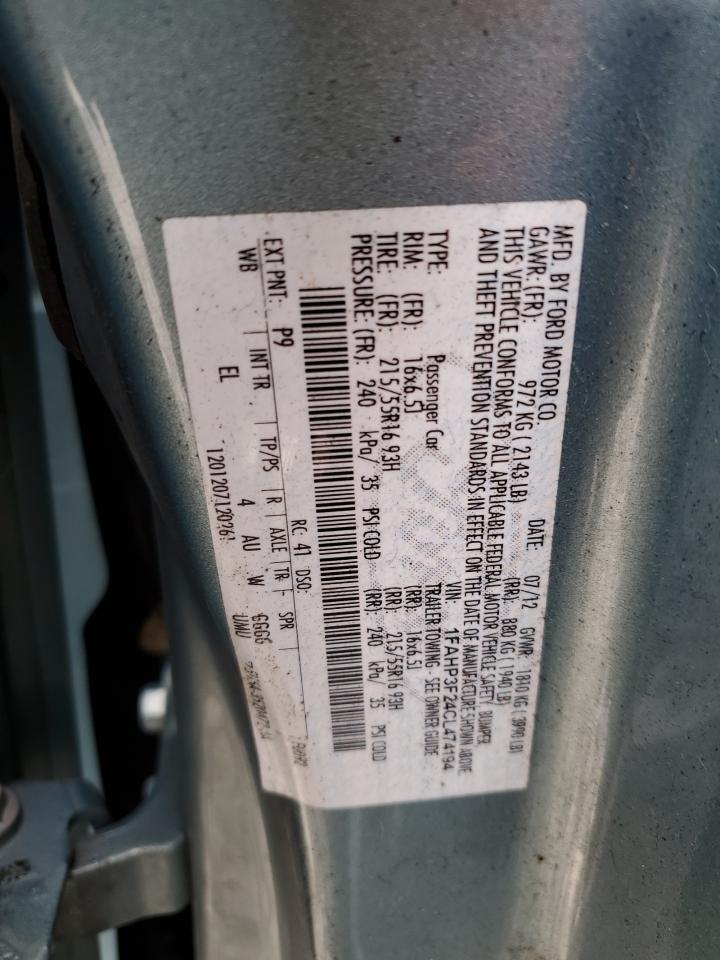 MFD. BY FORD MOTOR CO. DATE: 07/12 GVWR: 1840 KG ( 3990 LB)
GAWR: (FR): 972 KG ( 2143 LB) (RR): 880 KG ( 1940 LB)
THIS VEHICLE CONFORMS TO ALL APPLICABLE FEDERAL MOTOR VEHICLE SAFETY, BUMPER
AND THEFT PREVENTION STANDARDS IN EFFECT ON THE DATE OF MANUFACTURE SHOWN ABOVE
VIN: 1FAHP3F24CL474194
TYPE: Passenger Car TRAILER TOWING - SEE OWNER GUIDE
RIM: (FR): 16x6.5J (RR): 16x6.5J
TIRE: (FR): 215/55R16 93H (RR): 215/55R16 93H
PRESSURE: (FR): 240 kPa/ 35 PSI COLD (RR): 240 kPa/ 35 PSI COLD
RC: 41 DSO:
EXT PNT: P9 INT TR TP/PS R AXLE TR SPR
WB EL 4 AU W GGGG
UMU